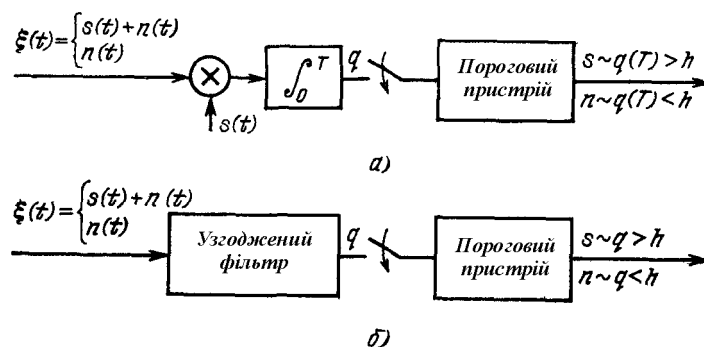 ξ(t)={s(t)+n(t)
n(t)
×
s(t)
∫₀ᵀ
q
Пороговий
пристрій
s~q(T)>h
n~q(T)<h
а)
ξ(t)={s(t)+n(t)
n(t)
Узгоджений
фільтр
q
Пороговий
пристрій
s~q>h
n~q<h
б)